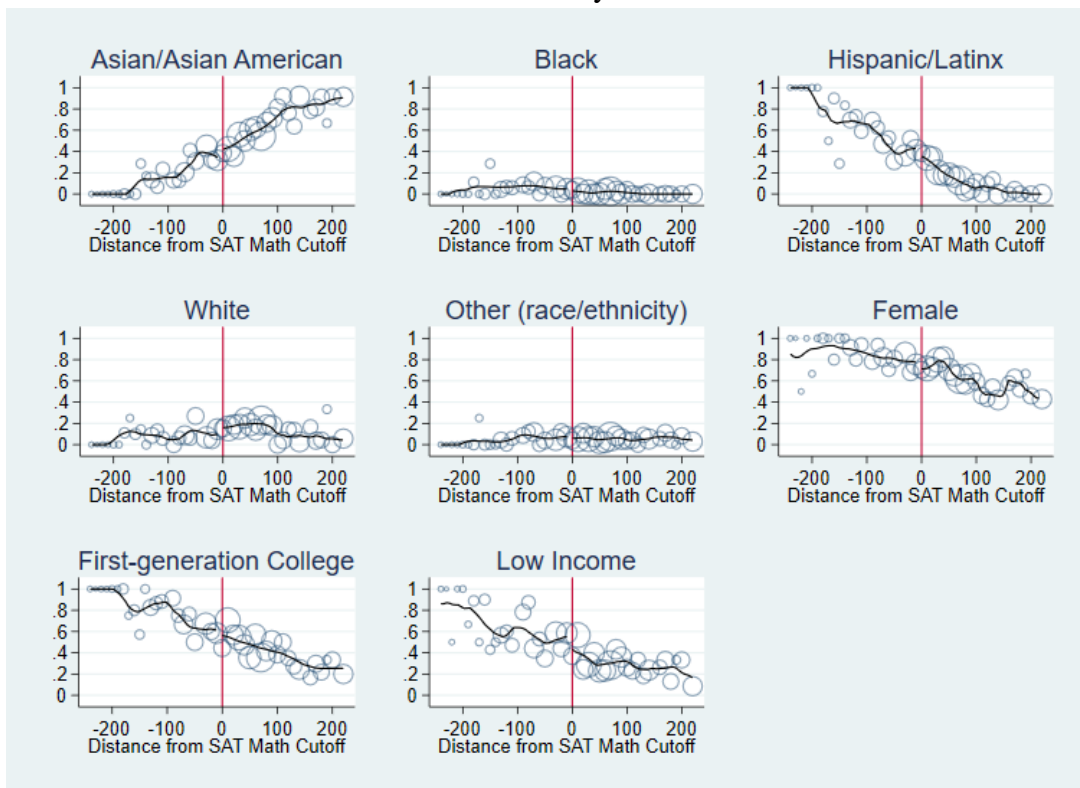 Asian/Asian American
Black
Hispanic/Latinx
1
.8
.6
.4
.2
0
1
.8
.6
.4
.2
0
1
.8
.6
.4
.2
0
-200 -100 0 100 200
-200 -100 0 100 200
-200 -100 0 100 200
Distance from SAT Math Cutoff
Distance from SAT Math Cutoff
Distance from SAT Math Cutoff
White
Other (race/ethnicity)
Female
1
.8
.6
.4
.2
0
1
.8
.6
.4
.2
0
1
.8
.6
.4
.2
0
-200 -100 0 100 200
-200 -100 0 100 200
-200 -100 0 100 200
Distance from SAT Math Cutoff
Distance from SAT Math Cutoff
Distance from SAT Math Cutoff
First-generation College
Low Income
1
.8
.6
.4
.2
0
1
.8
.6
.4
.2
0
-200 -100 0 100 200
-200 -100 0 100 200
Distance from SAT Math Cutoff
Distance from SAT Math Cutoff